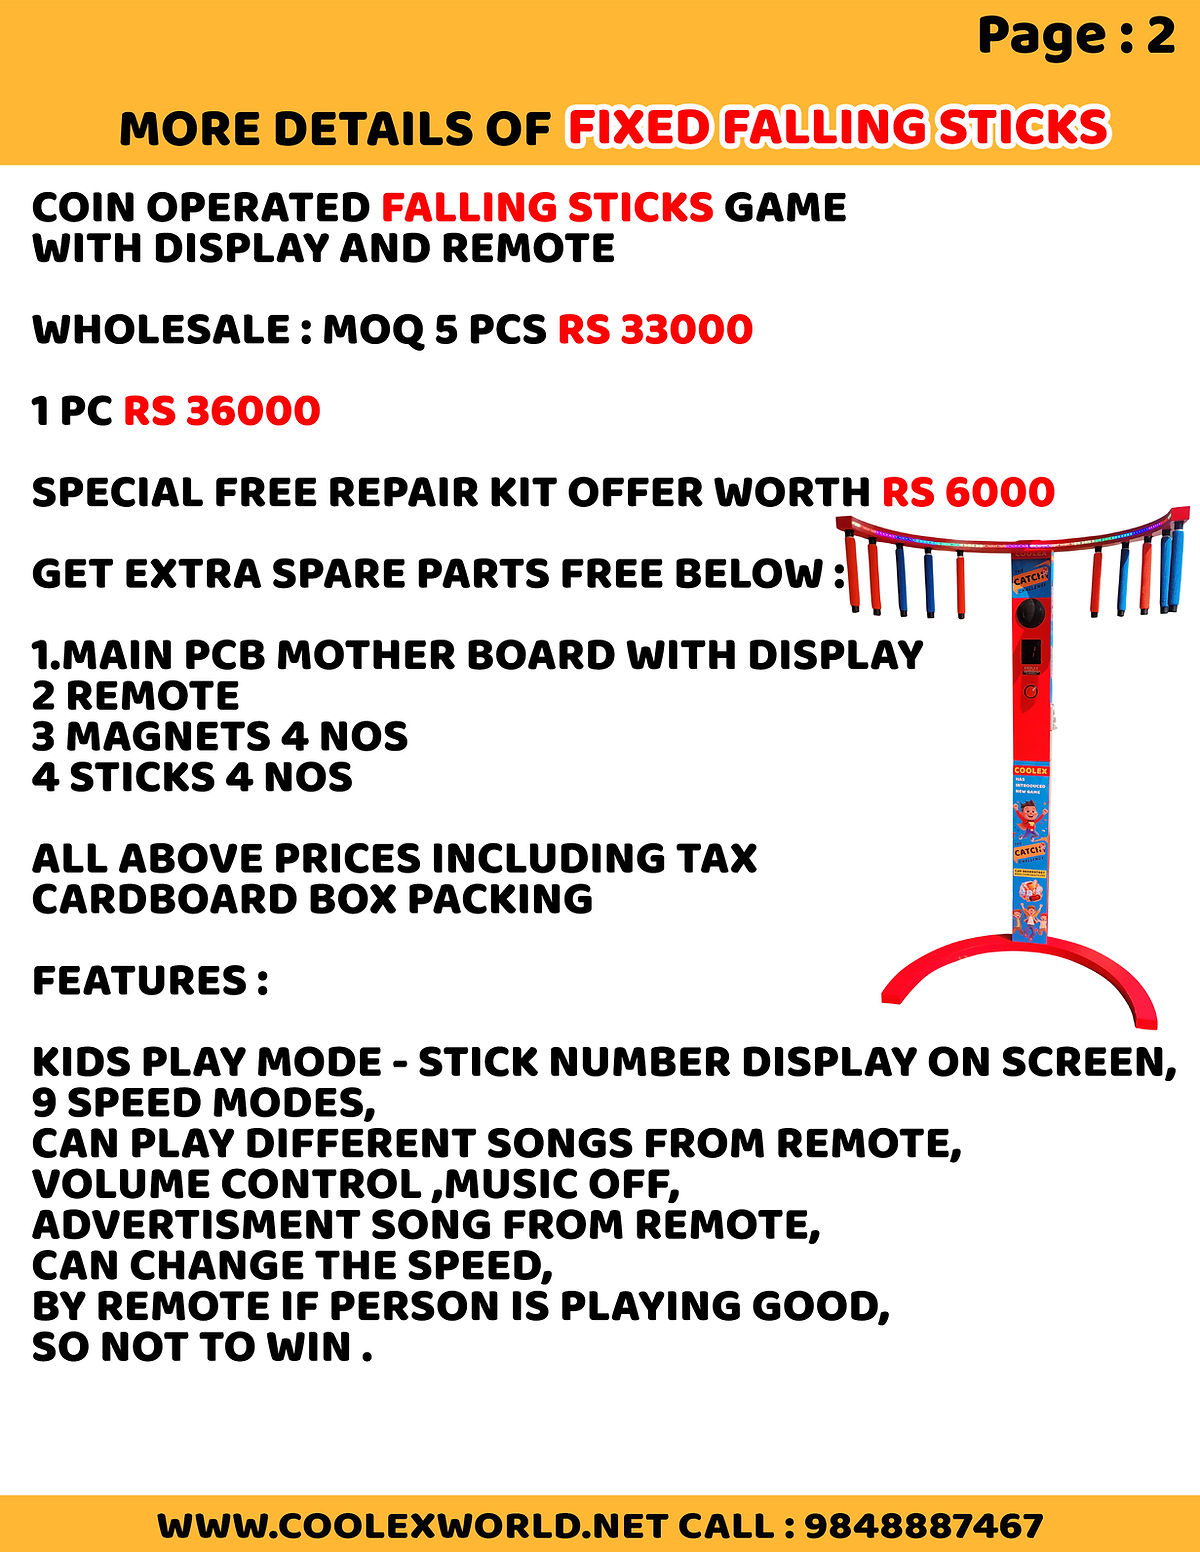 Page : 2
MORE DETAILS OF FIXED FALLING STICKS
COIN OPERATED FALLING STICKS GAME
WITH DISPLAY AND REMOTE
WHOLESALE : MOQ 5 PCS RS 33000
1 PC RS 36000
SPECIAL FREE REPAIR KIT OFFER WORTH RS 6000
GET EXTRA SPARE PARTS FREE BELOW :
1.MAIN PCB MOTHER BOARD WITH DISPLAY
2 REMOTE
3 MAGNETS 4 NOS
4 STICKS 4 NOS
ALL ABOVE PRICES INCLUDING TAX
CARDBOARD BOX PACKING
FEATURES :
KIDS PLAY MODE - STICK NUMBER DISPLAY ON SCREEN,
9 SPEED MODES,
CAN PLAY DIFFERENT SONGS FROM REMOTE,
VOLUME CONTROL ,MUSIC OFF,
ADVERTISMENT SONG FROM REMOTE,
CAN CHANGE THE SPEED,
BY REMOTE IF PERSON IS PLAYING GOOD,
SO NOT TO WIN .
COOLEX
CATCH
1
COOLEX
HAS
INTRODUCED
NEW GAME
CATCH
CHALLENGE
WWW.COOLEXWORLD.NET CALL : 9848887467